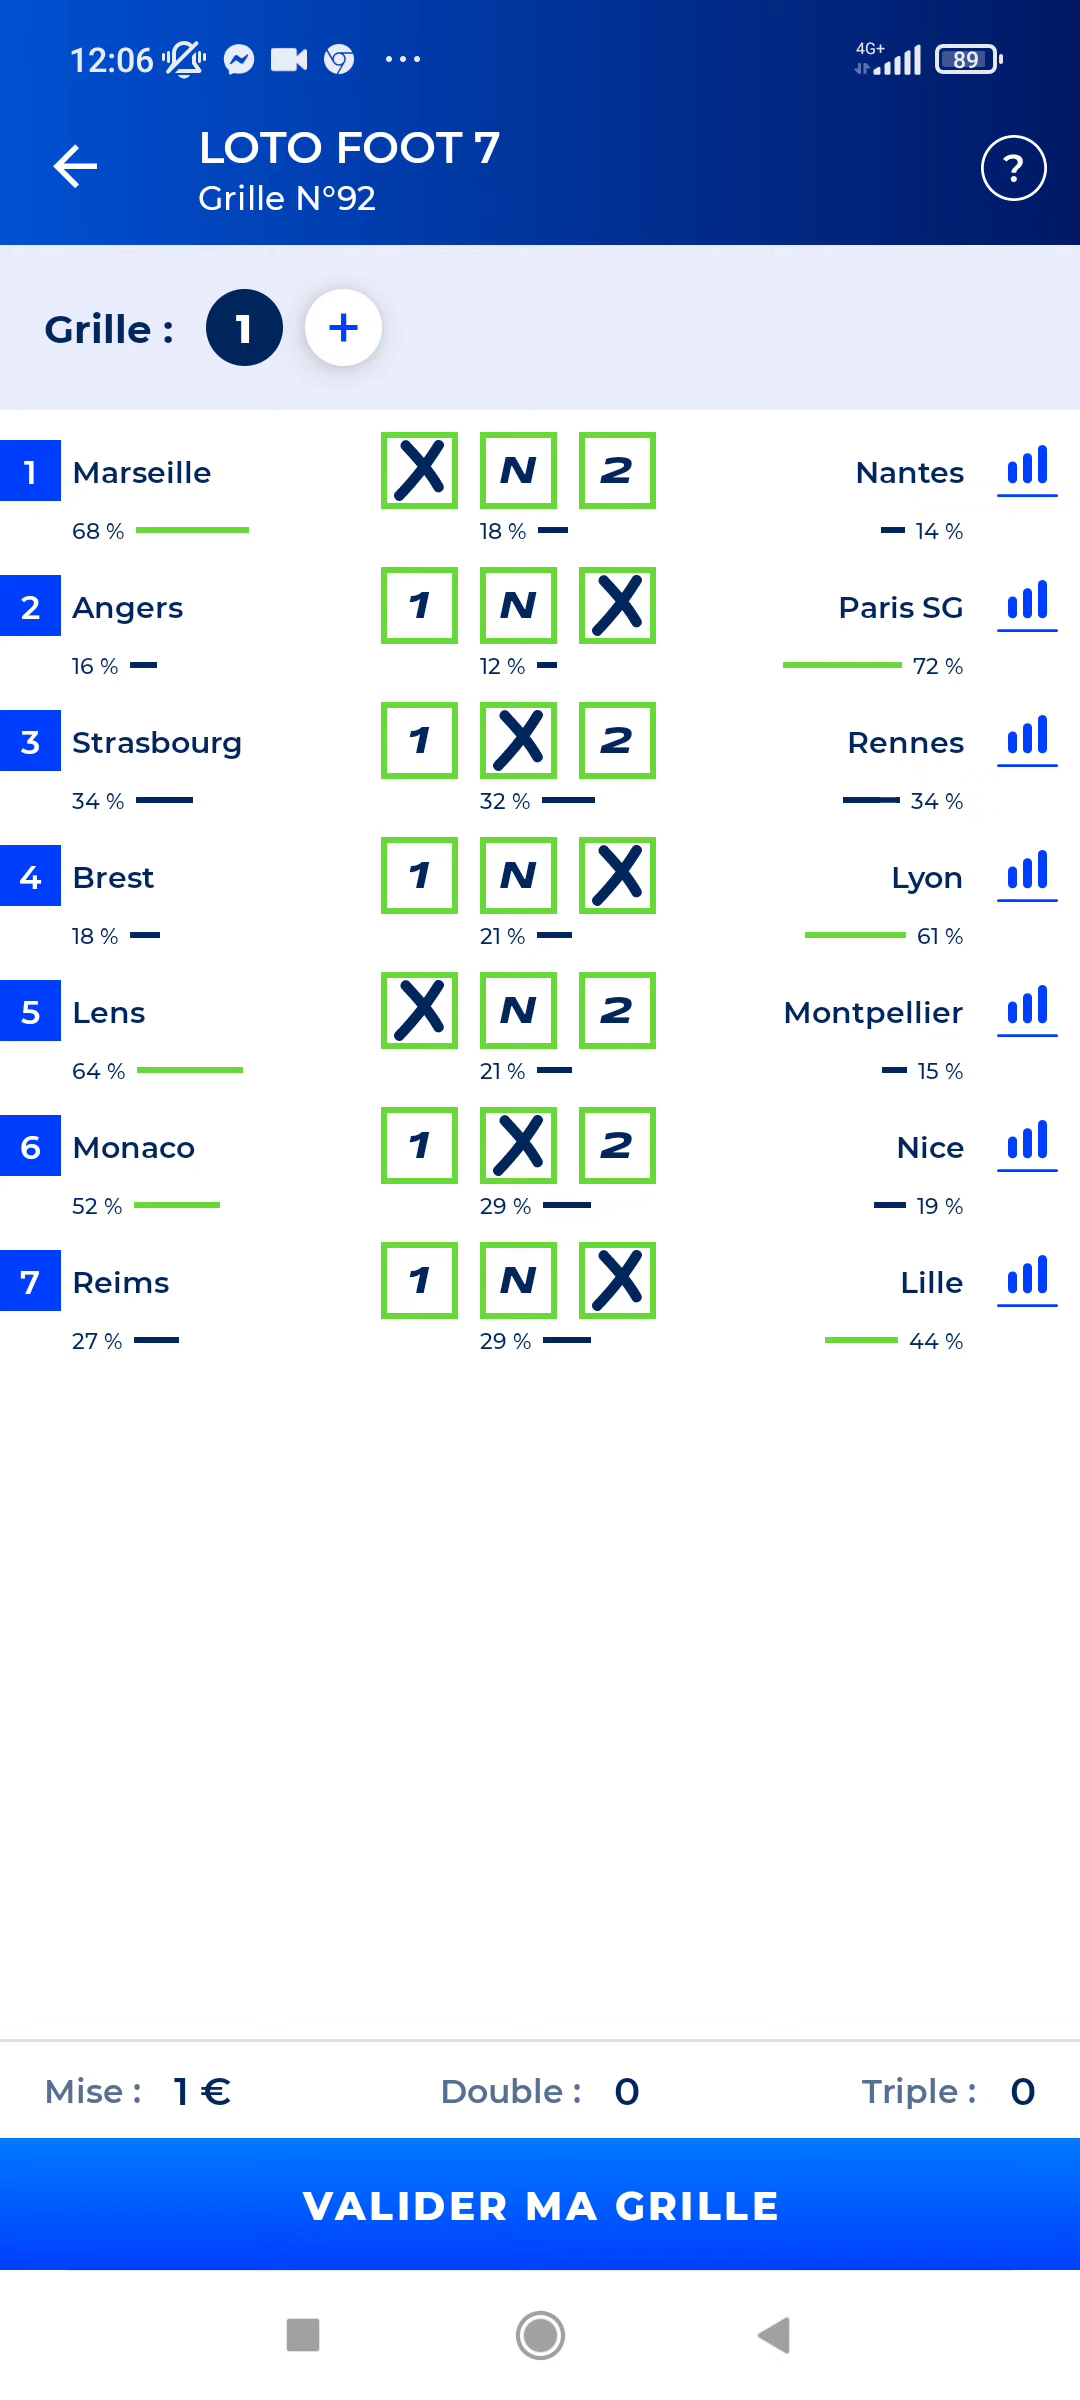 12:06 4G+ 89
LOTO FOOT 7
Grille N°92
?
Grille : 1 +
1 Marseille X N 2 Nantes
68 % 18 % 14 %
2 Angers 1 N X Paris SG
16 % 12 % 72 %
3 Strasbourg 1 X 2 Rennes
34 % 32 % 34 %
4 Brest 1 N X Lyon
18 % 21 % 61 %
5 Lens X N 2 Montpellier
64 % 21 % 15 %
6 Monaco 1 X 2 Nice
52 % 29 % 19 %
7 Reims 1 N X Lille
27 % 29 % 44 %
Mise : 1 € Double : 0 Triple : 0
VALIDER MA GRILLE